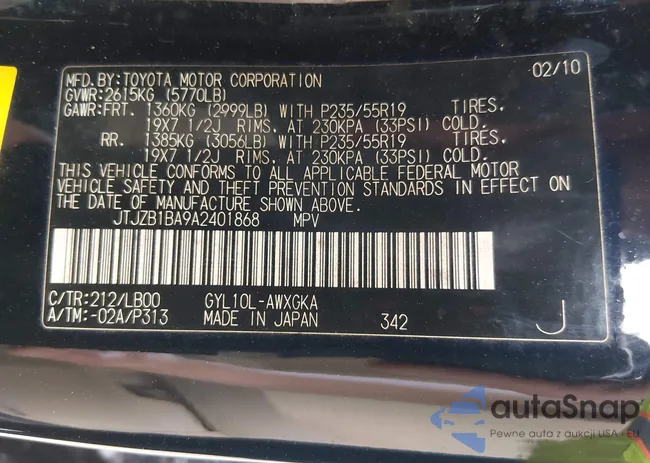 MFD.BY:TOYOTA MOTOR CORPORATION 02/10
GVWR:2615KG (5770LB)
GAWR:FRT. 1360KG (2999LB) WITH P235/55R19 TIRES.
19X7 1/2J RIMS, AT 230KPA (33PSI) COLD.
RR. 1385KG (3056LB) WITH P235/55R19 TIRES.
19X7 1/2J RIMS, AT 230KPA (33PSI) COLD.
THIS VEHICLE CONFORMS TO ALL APPLICABLE FEDERAL MOTOR
VEHICLE SAFETY AND THEFT PREVENTION STANDARDS IN EFFECT ON
THE DATE OF MANUFACTURE SHOWN ABOVE.
JTJZB1BA9A2401868 MPV
C/TR:212/LB00 GYL10L-AWXGKA
A/TM:-02A/P313 MADE IN JAPAN 342 J
autaSnap
Pewne auta z aukcji USA i EU